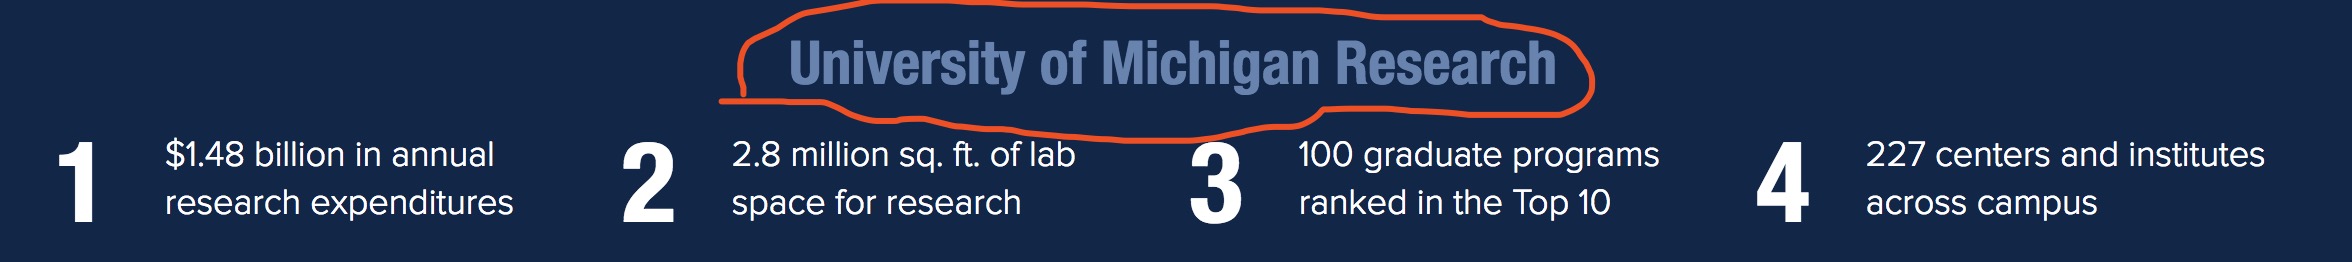 University of Michigan Research
1
$1.48 billion in annual
research expenditures
2
2.8 million sq. ft. of lab
space for research
3
100 graduate programs
ranked in the Top 10
4
227 centers and institutes
across campus